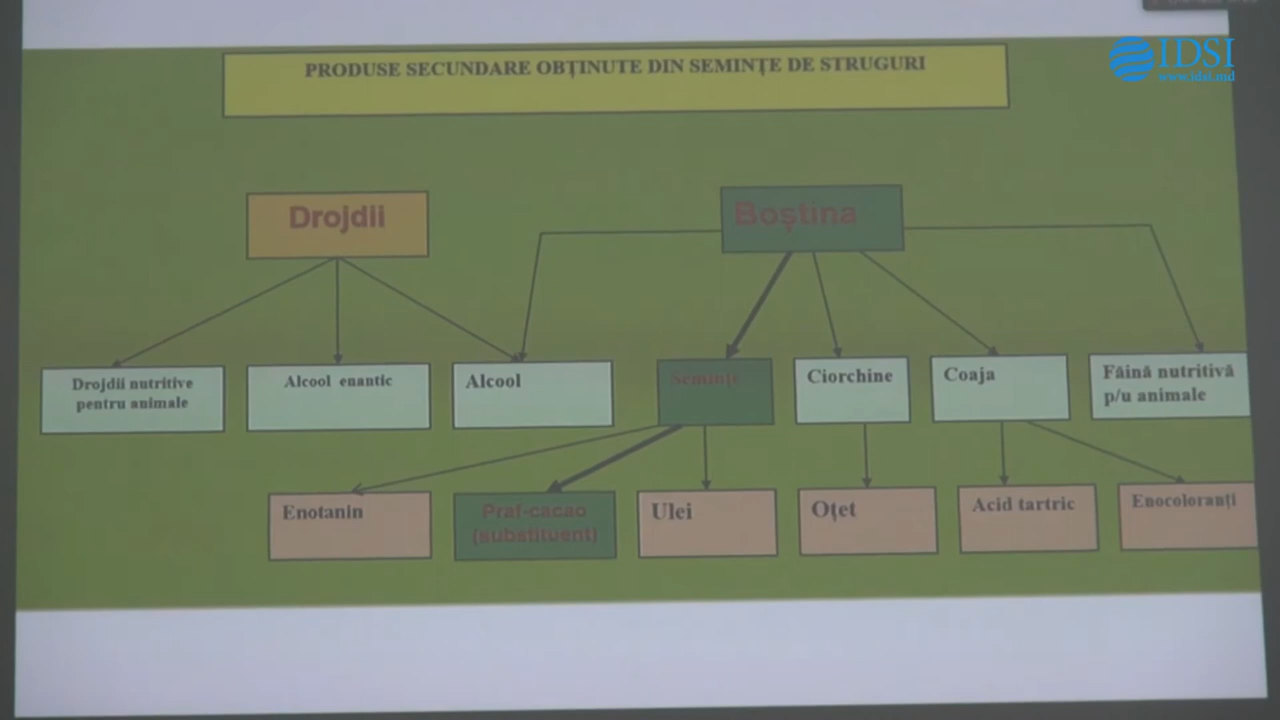 IDSI
www.idsi.md
PRODUSE SECUNDARE OBȚINUTE DIN SEMINȚE DE STRUGURI
Drojdii
Boștina
Drojdii nutritive
pentru animale
Alcool enantic
Alcool
Semințe
Ciorchine
Coaja
Făină nutritivă
p/u animale
Enotanin
Praf-cacao
(substituent)
Ulei
Oțet
Acid tartric
Enocoloranți